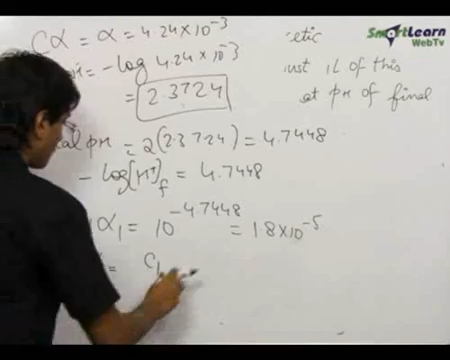 Cα = α = 4.24×10⁻³
= -log 4.24×10⁻³
= 2.3724
pH = 2(2.3724) = 4.7448
- log[H⁺]f = 4.7448
α₁ = 10^-4.7448 = 1.8×10⁻⁵
= C₁
etic
just 1L of this
at pH of final
SmartLearn
WebTv